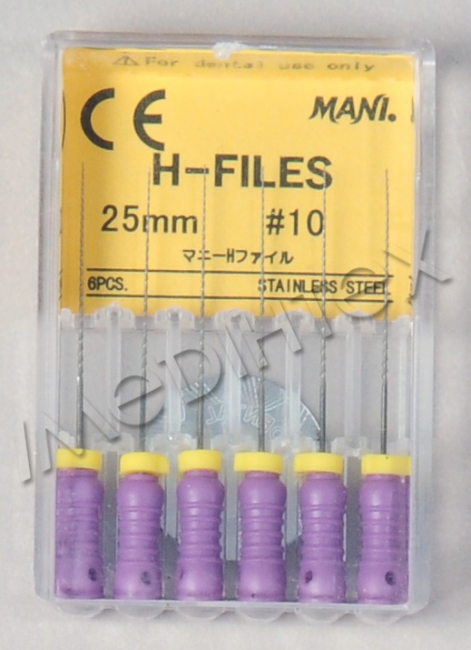 ⚠ For dental use only
CE
MANI.
H-FILES
25mm #10
マニーHファイル
6PCS. STAINLESS STEEL
iMediHtex